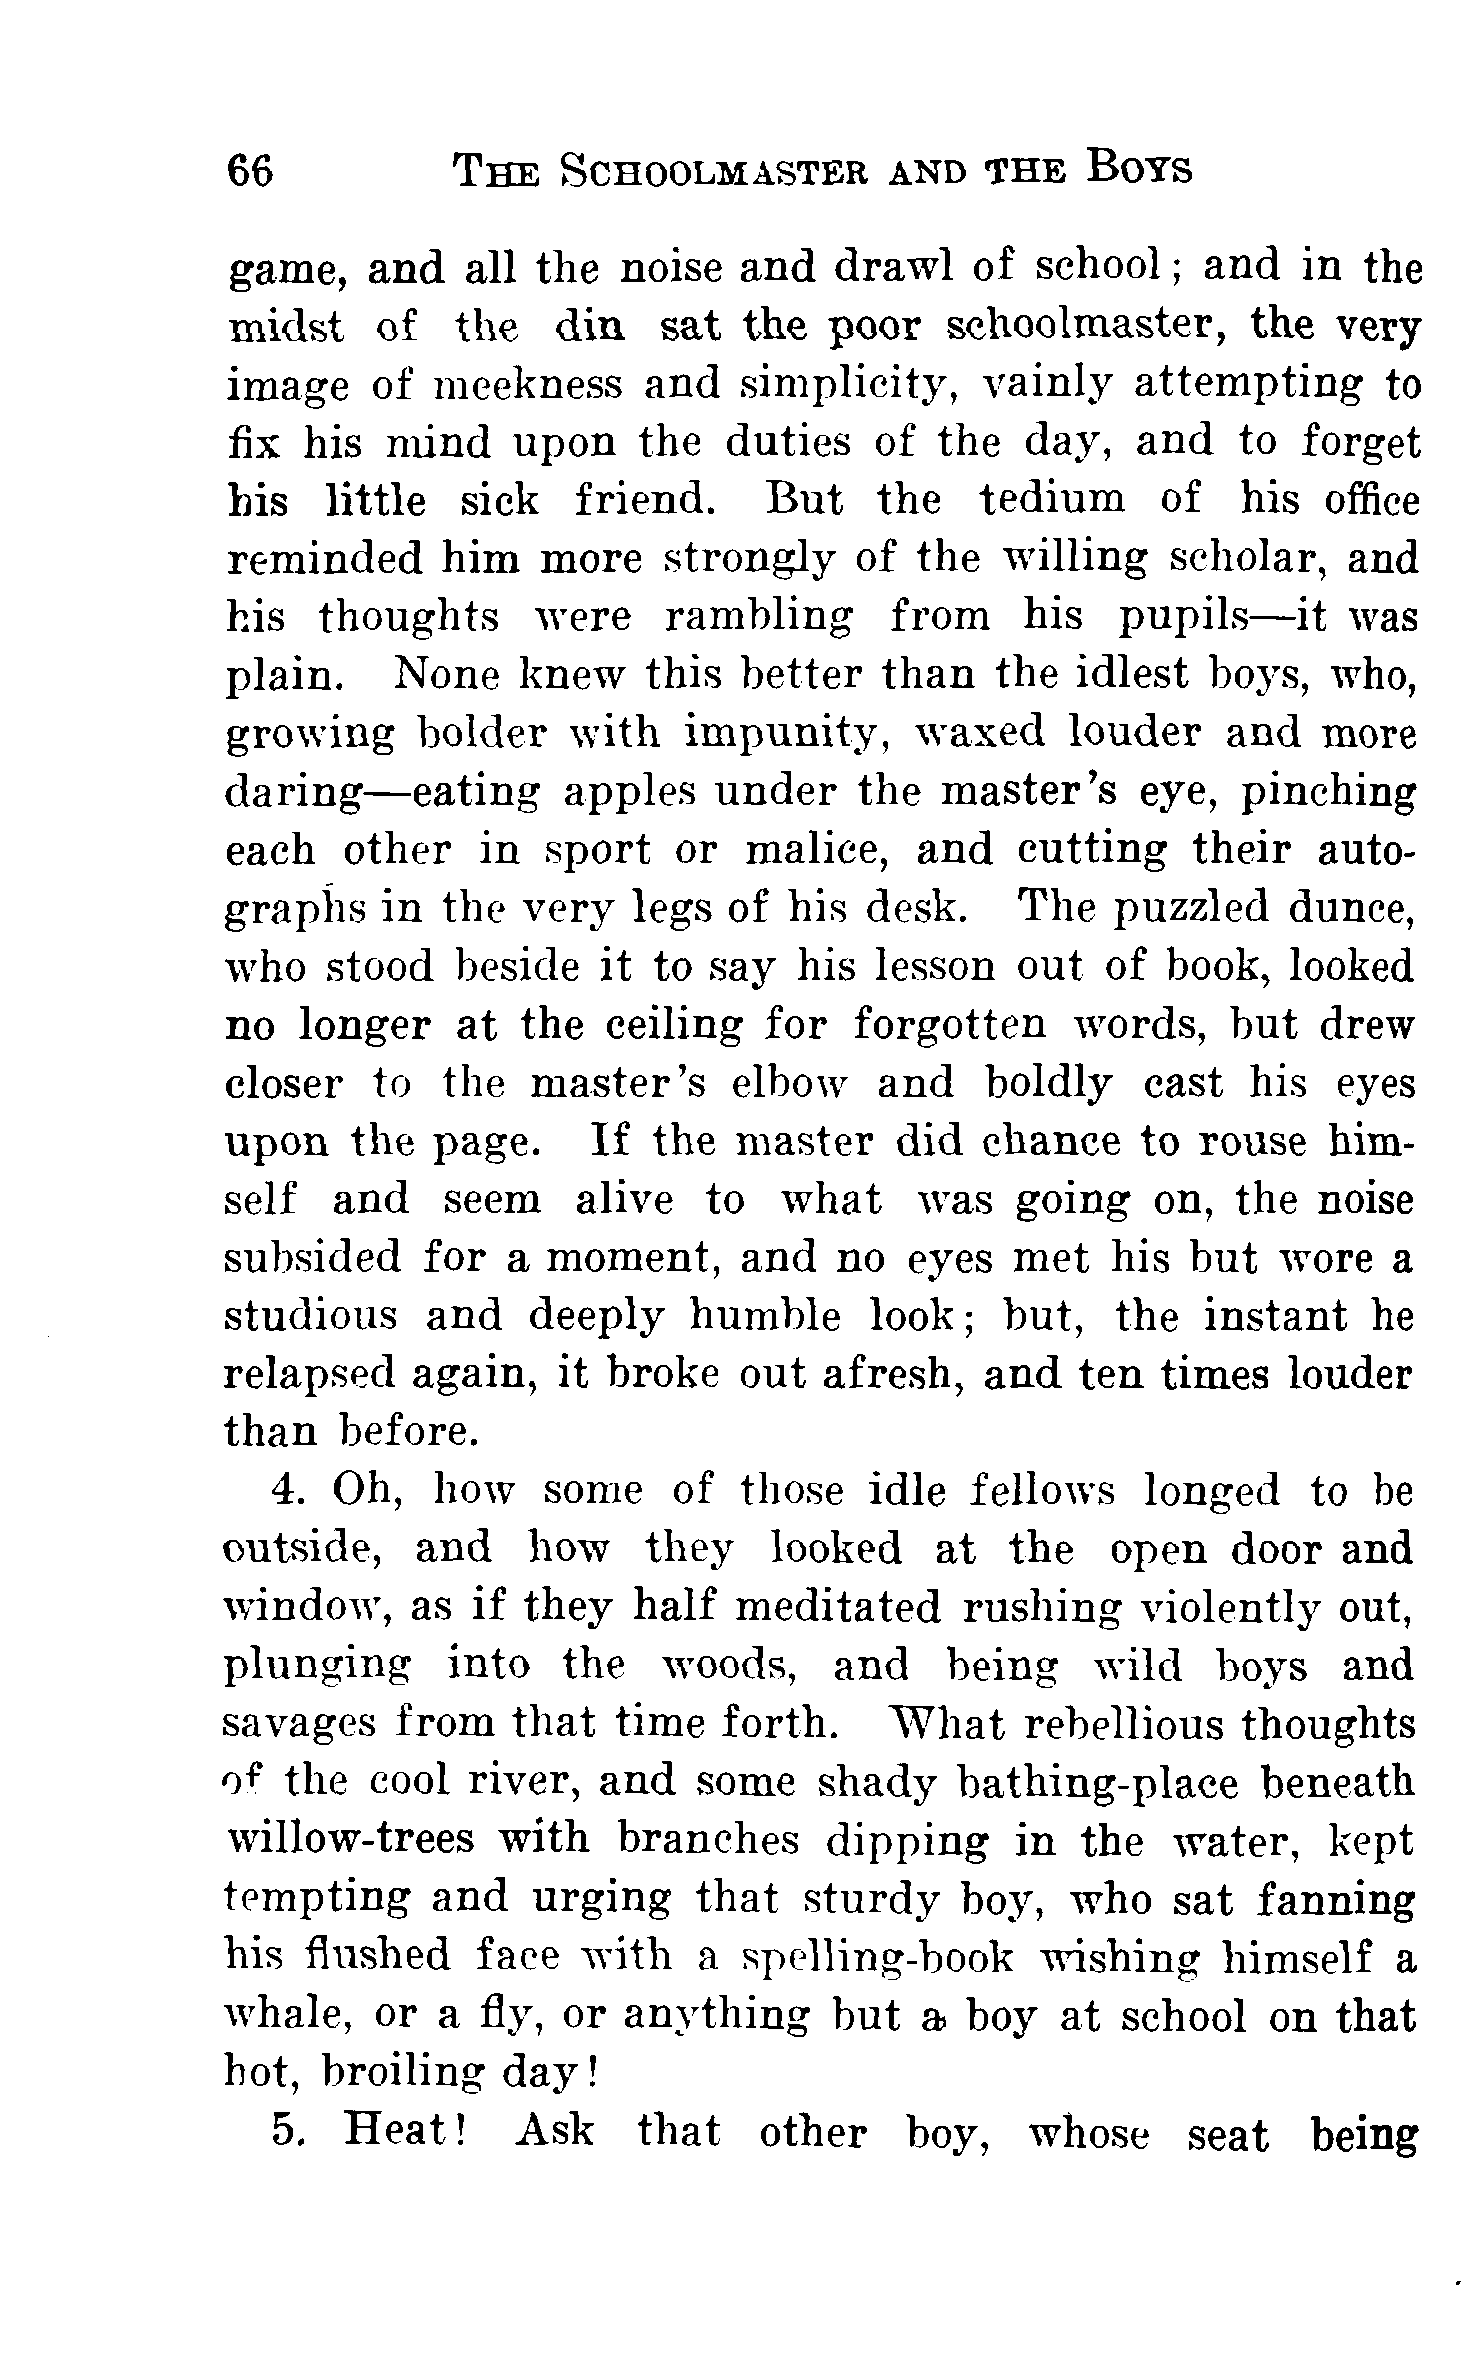 66 The Schoolmaster and the Boys
game, and all the noise and drawl of school; and in the
midst of the din sat the poor schoolmaster, the very
image of meekness and simplicity, vainly attempting to
fix his mind upon the duties of the day, and to forget
his little sick friend. But the tedium of his office
reminded him more strongly of the willing scholar, and
his thoughts were rambling from his pupils—it was
plain. None knew this better than the idlest boys, who,
growing bolder with impunity, waxed louder and more
daring—eating apples under the master's eye, pinching
each other in sport or malice, and cutting their auto-
graphs in the very legs of his desk. The puzzled dunce,
who stood beside it to say his lesson out of book, looked
no longer at the ceiling for forgotten words, but drew
closer to the master's elbow and boldly cast his eyes
upon the page. If the master did chance to rouse him-
self and seem alive to what was going on, the noise
subsided for a moment, and no eyes met his but wore a
studious and deeply humble look; but, the instant he
relapsed again, it broke out afresh, and ten times louder
than before.
4. Oh, how some of those idle fellows longed to be
outside, and how they looked at the open door and
window, as if they half meditated rushing violently out,
plunging into the woods, and being wild boys and
savages from that time forth. What rebellious thoughts
of the cool river, and some shady bathing-place beneath
willow-trees with branches dipping in the water, kept
tempting and urging that sturdy boy, who sat fanning
his flushed face with a spelling-book wishing himself a
whale, or a fly, or anything but a boy at school on that
hot, broiling day!
5. Heat! Ask that other boy, whose seat being